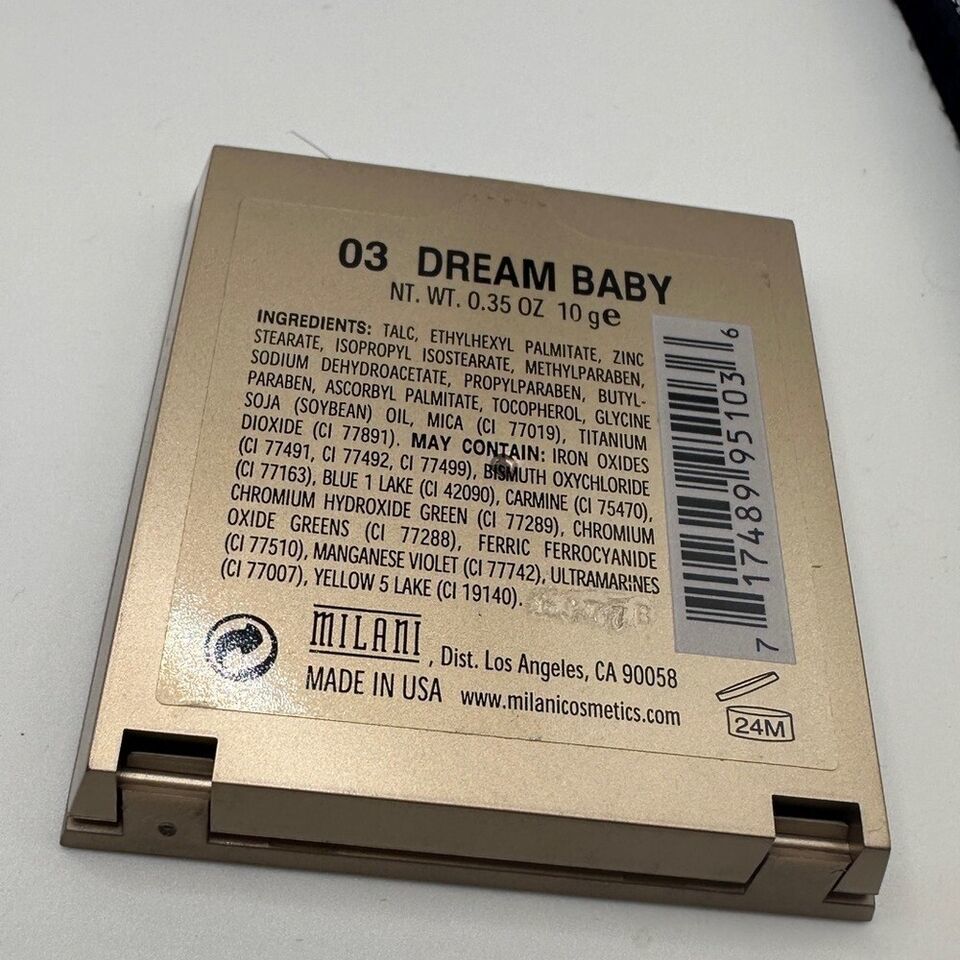 03 DREAM BABY
NT. WT. 0.35 OZ 10 g e
INGREDIENTS: TALC, ETHYLHEXYL PALMITATE, ZINC
STEARATE, ISOPROPYL ISOSTEARATE, METHYLPARABEN,
SODIUM DEHYDROACETATE, PROPYLPARABEN, BUTYL-
PARABEN, ASCORBYL PALMITATE, TOCOPHEROL, GLYCINE
SOJA (SOYBEAN) OIL, MICA (CI 77019), TITANIUM
DIOXIDE (CI 77891). MAY CONTAIN: IRON OXIDES
(CI 77491, CI 77492, CI 77499), BISMUTH OXYCHLORIDE
(CI 77163), BLUE 1 LAKE (CI 42090), CARMINE (CI 75470),
CHROMIUM HYDROXIDE GREEN (CI 77289), CHROMIUM
OXIDE GREENS (CI 77288), FERRIC FERROCYANIDE
(CI 77510), MANGANESE VIOLET (CI 77742), ULTRAMARINES
(CI 77007), YELLOW 5 LAKE (CI 19140).
7 17489 95103 6
MILANI , Dist. Los Angeles, CA 90058
MADE IN USA www.milanicosmetics.com
24M